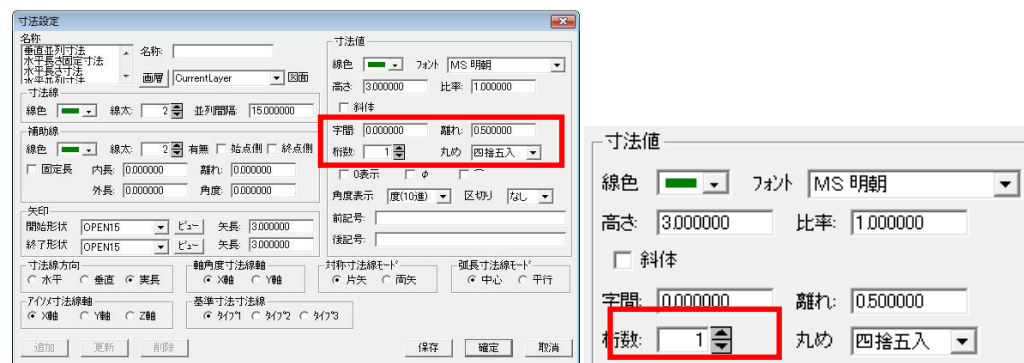 寸法設定
名称
垂直並列寸法
水平長さ固定寸法
水平長さ寸法
水平並列寸法
名称:
画層 CurrentLayer 図面
寸法線
線色 線太: 2 並列間隔: 15.000000
補助線
線色 線太: 2 有無 始点側 終点側
固定長 内長: 0.000000 離れ: 0.000000
外長: 0.000000 角度: 0.000000
矢印
開始形状 OPEN15 ビュー 矢長: 3.000000
終了形状 OPEN15 ビュー 矢長: 3.000000
寸法値
線色 フォント MS 明朝
高さ: 3.000000 比率: 1.000000
斜体
字間: 0.000000 離れ: 0.500000
桁数: 1 丸め 四捨五入
0表示 φ ⌒
角度表示 度(10進) 区切り なし
前記号:
後記号:
寸法線方向
水平 垂直 実長
軸角度寸法線軸
X軸 Y軸
対称寸法線モード
片矢 両矢
弧長寸法線モード
中心 平行
アイソメ寸法線軸
X軸 Y軸 Z軸
基準寸法寸法線
タイプ1 タイプ2 タイプ3
追加 更新 削除 保存 確定 取消
寸法値
線色 フォント MS 明朝
高さ: 3.000000 比率: 1.000000
斜体
字間: 0.000000 離れ: 0.500000
桁数: 1 丸め 四捨五入